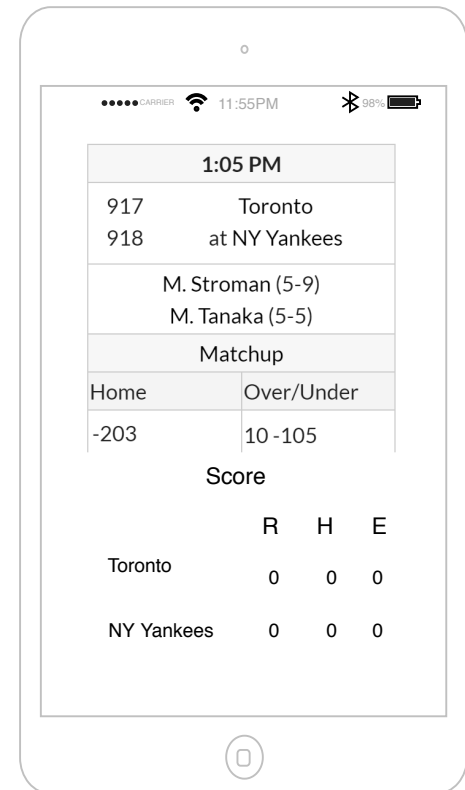 CARRIER 11:55PM 98%
1:05 PM
917 Toronto
918 at NY Yankees
M. Stroman (5-9)
M. Tanaka (5-5)
Matchup
Home Over/Under
-203 10 -105
Score
R H E
Toronto 0 0 0
NY Yankees 0 0 0